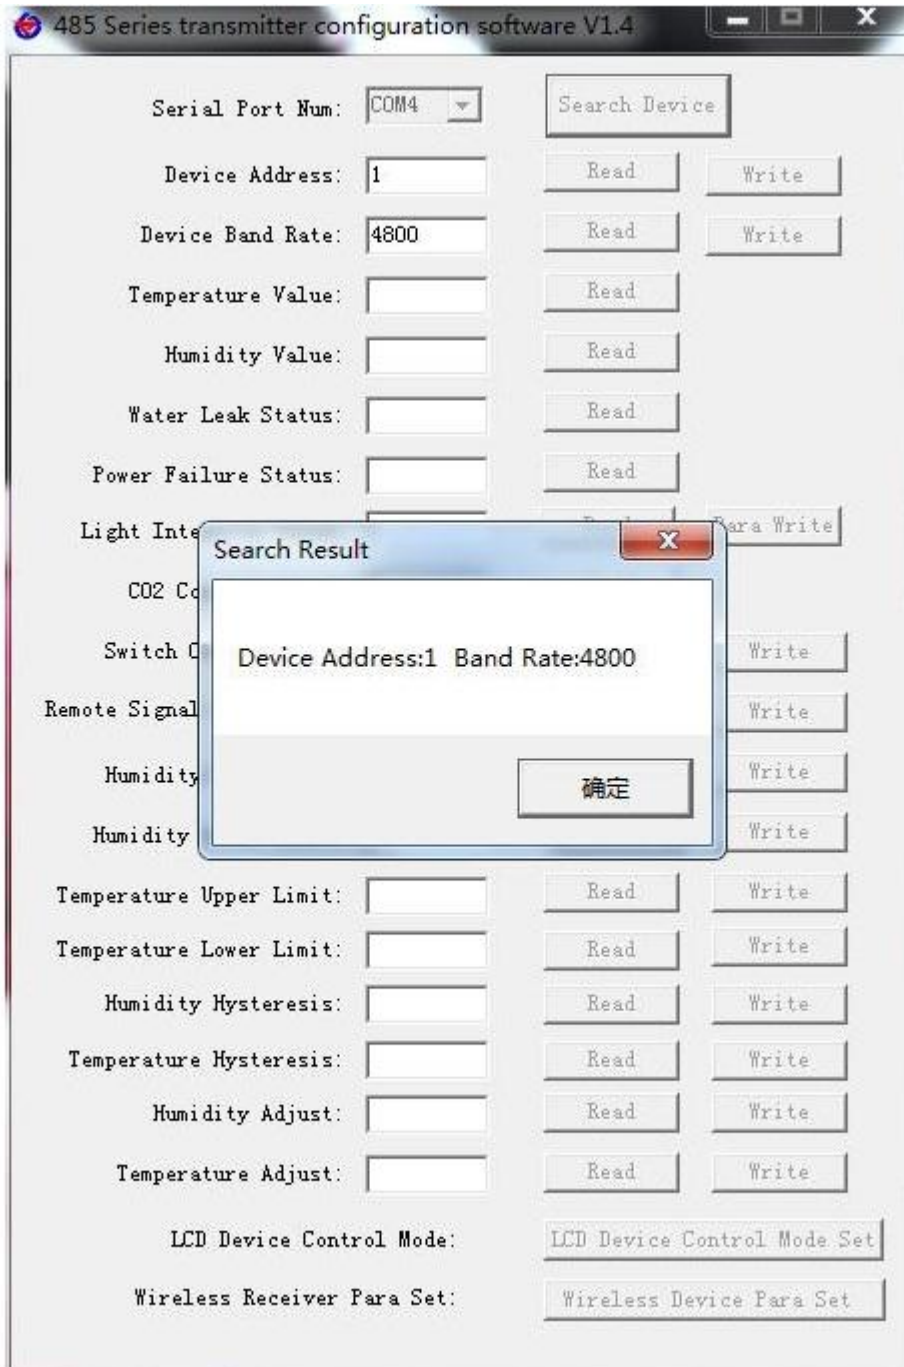 485 Series transmitter configuration software V1.4
Serial Port Num: COM4 Search Device
Device Address: 1 Read Write
Device Band Rate: 4800 Read Write
Temperature Value: Read
Humidity Value: Read
Water Leak Status: Read
Power Failure Status: Read
Light Write
Search Result
CO2
Switch Write
Device Address:1 Band Rate:4800
Remote Signal Write
Humidity Write
确定
Humidity Write
Temperature Upper Limit: Read Write
Temperature Lower Limit: Read Write
Humidity Hysteresis: Read Write
Temperature Hysteresis: Read Write
Humidity Adjust: Read Write
Temperature Adjust: Read Write
LCD Device Control Mode: LCD Device Control Mode Set
Wireless Receiver Para Set: Wireless Device Para Set